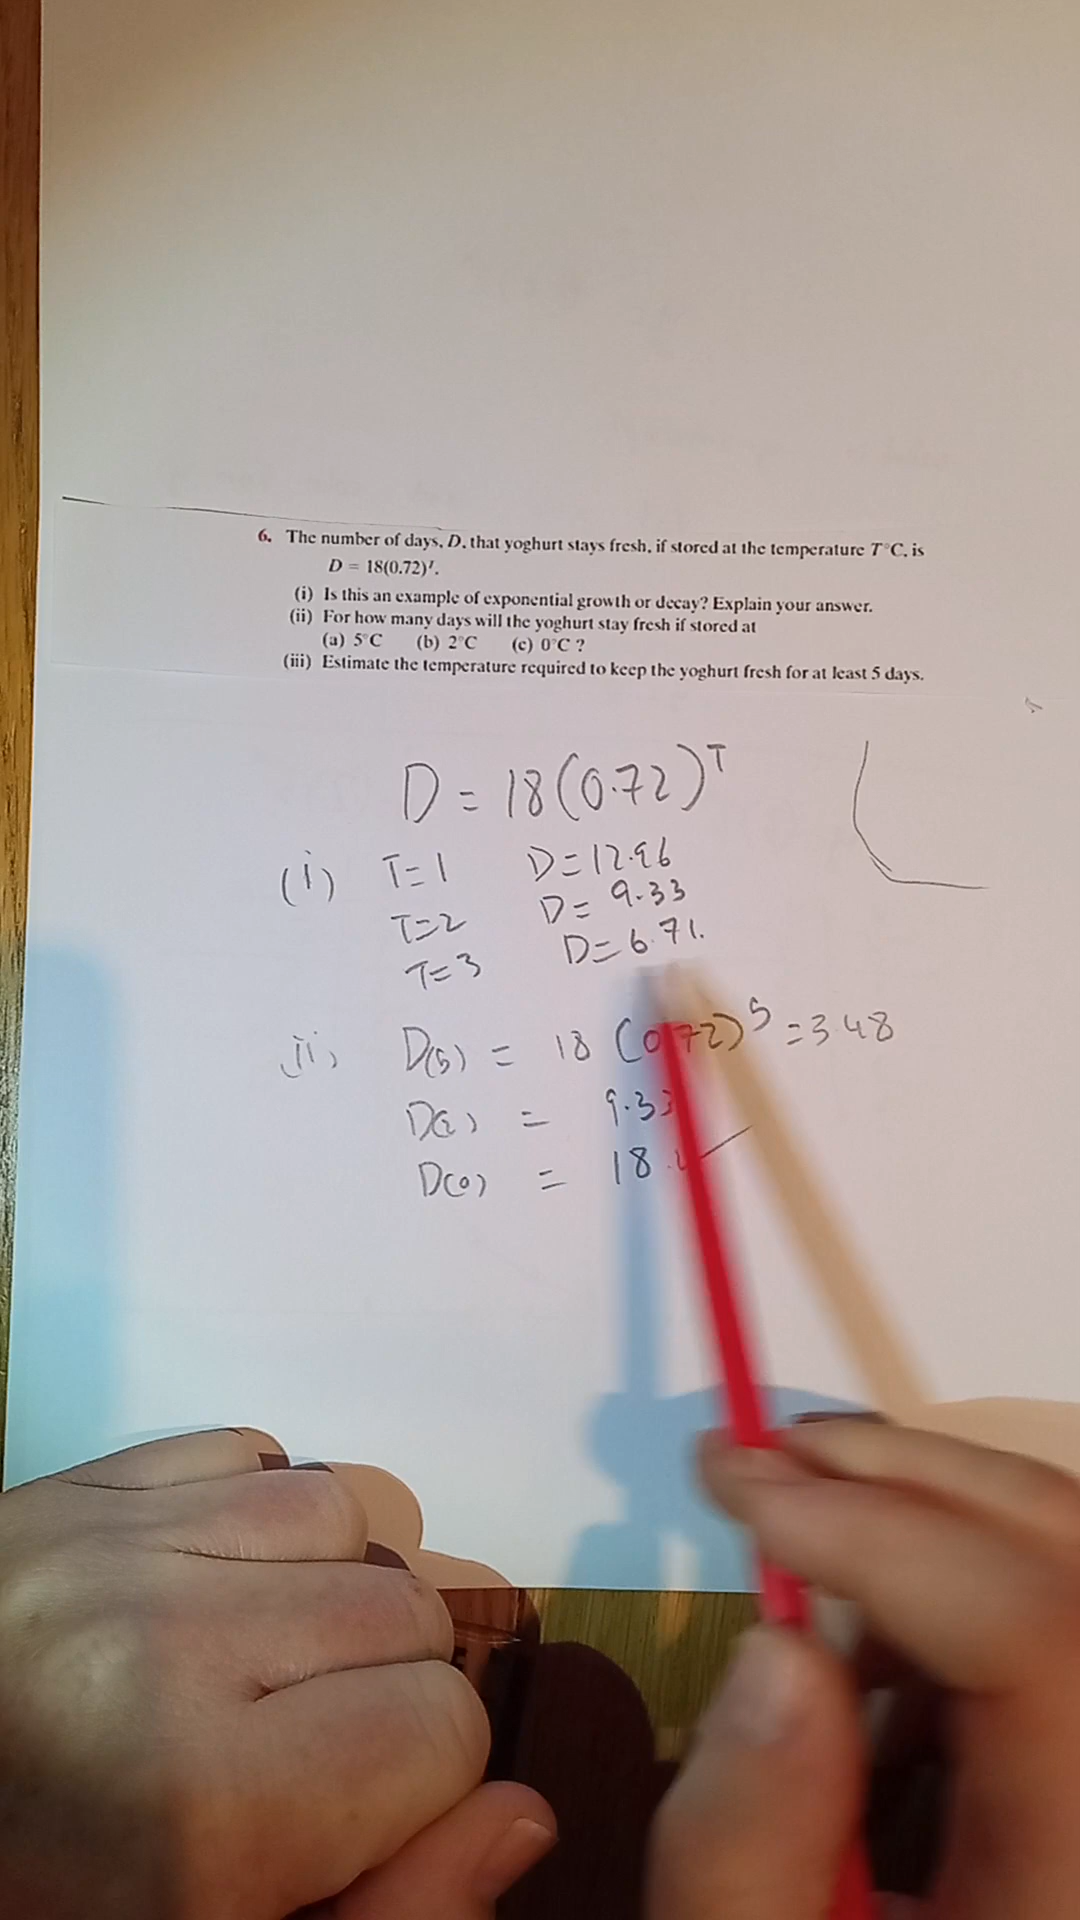 6. The number of days, D, that yoghurt stays fresh, if stored at the temperature T°C, is
D = 18(0.72)ᵀ.
(i) Is this an example of exponential growth or decay? Explain your answer.
(ii) For how many days will the yoghurt stay fresh if stored at
(a) 5°C (b) 2°C (c) 0°C ?
(iii) Estimate the temperature required to keep the yoghurt fresh for at least 5 days.
D = 18(0.72)ᵀ
(i) T=1 D=12.96
T=2 D= 9.33
T=3 D=6.71.
(ii) D(5) = 18 (0.72)⁵ =3.48
D(2) = 9.33
D(0) = 18